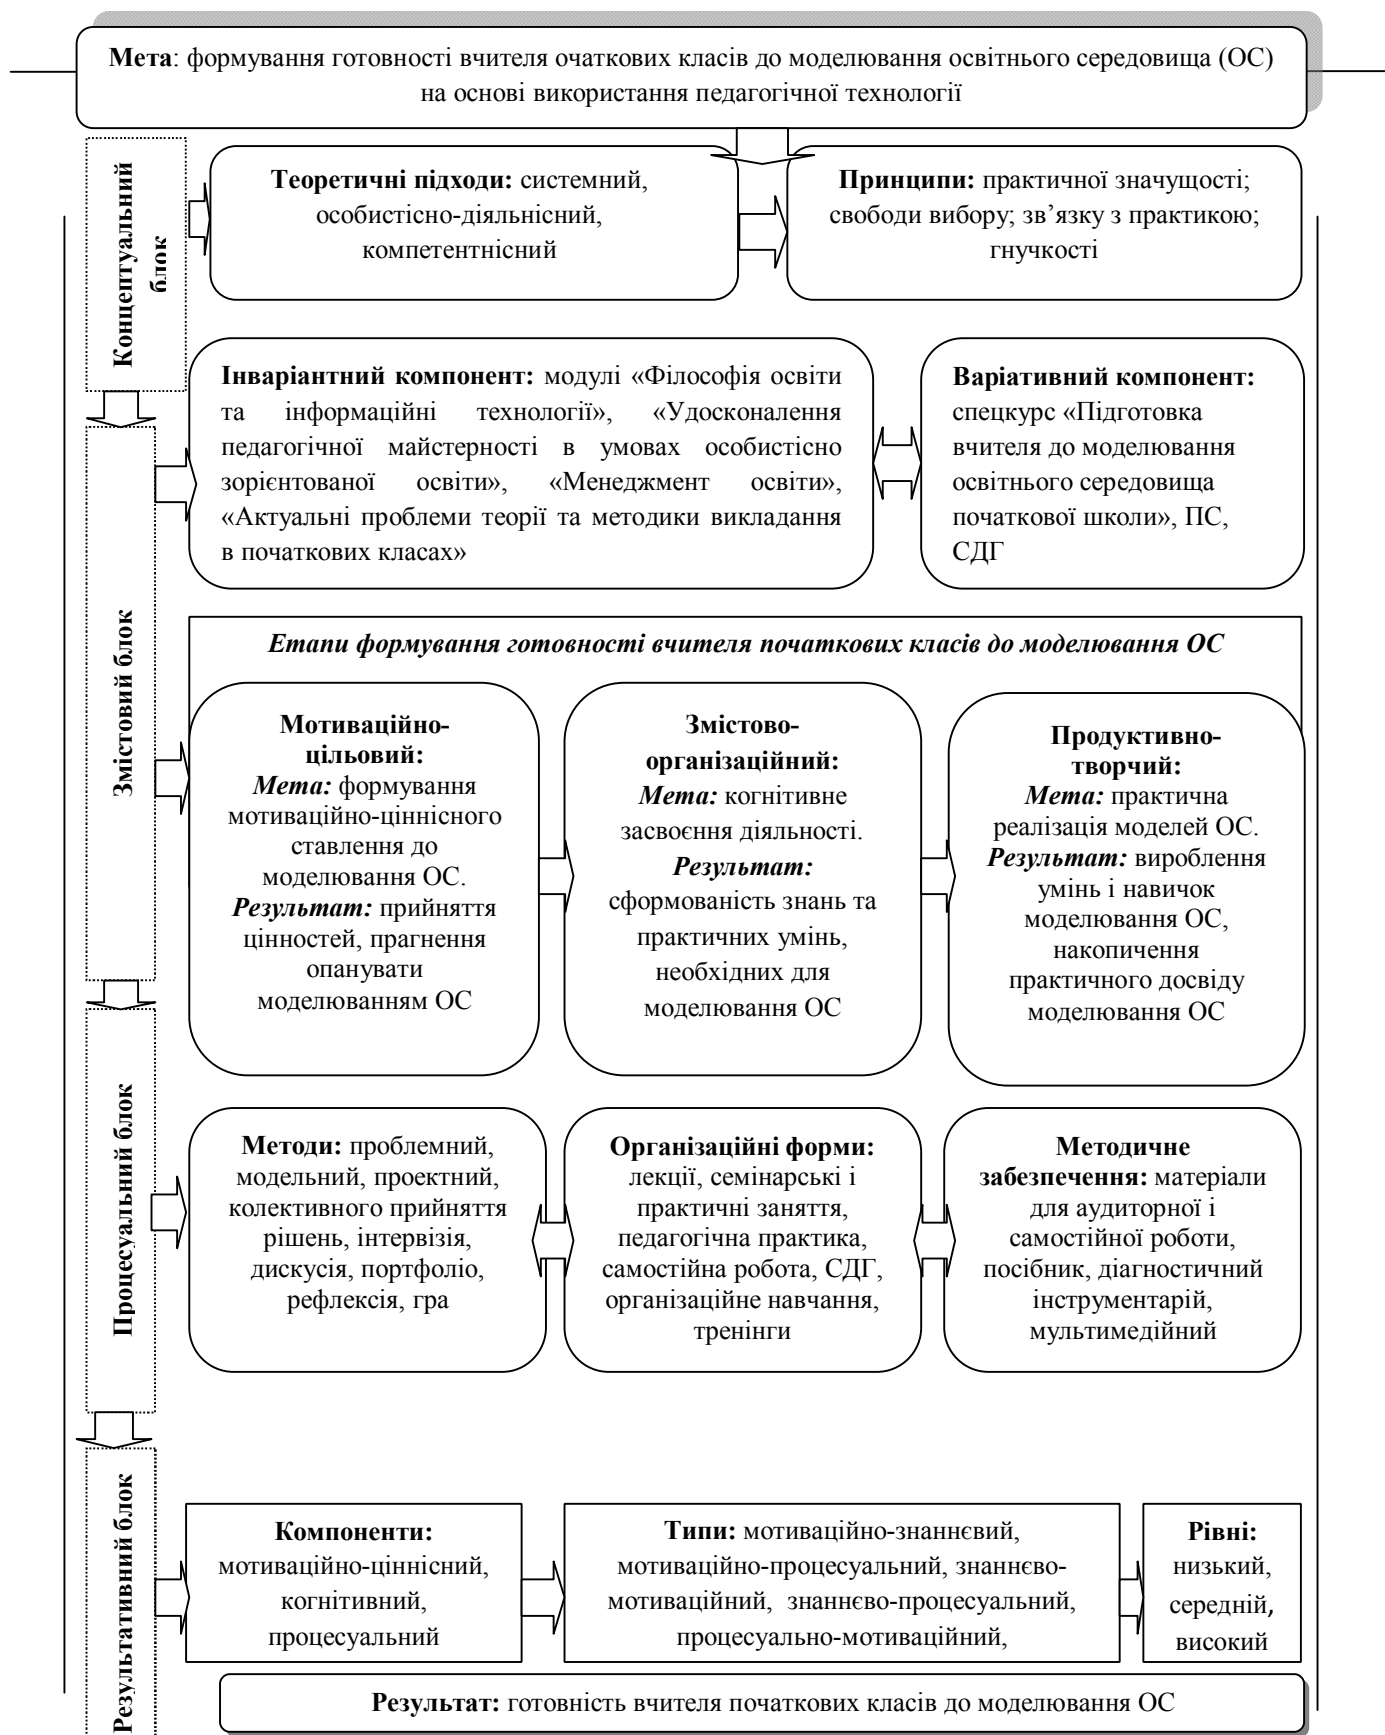 Мета: формування готовності вчителя очаткових класів до моделювання освітнього середовища (ОС)
на основі використання педагогічної технології
Концептуальний
блок
Теоретичні підходи: системний,
особистісно-діяльнісний,
компетентнісний
Принципи: практичної значущості;
свободи вибору; зв’язку з практикою;
гнучкості
Змістовий блок
Інваріантний компонент: модулі «Філософія освіти
та інформаційні технології», «Удосконалення
педагогічної майстерності в умовах особистісно
зорієнтованої освіти», «Менеджмент освіти»,
«Актуальні проблеми теорії та методики викладання
в початкових класах»
Варіативний компонент:
спецкурс «Підготовка
вчителя до моделювання
освітнього середовища
початкової школи», ПС,
СДГ
Етапи формування готовності вчителя початкових класів до моделювання ОС
Мотиваційно-
цільовий:
Мета: формування
мотиваційно-ціннісного
ставлення до
моделювання ОС.
Результат: прийняття
цінностей, прагнення
опанувати
моделюванням ОС
Змістово-
організаційний:
Мета: когнітивне
засвоєння діяльності.
Результат:
сформованість знань та
практичних умінь,
необхідних для
моделювання ОС
Продуктивно-
творчий:
Мета: практична
реалізація моделей ОС.
Результат: вироблення
умінь і навичок
моделювання ОС,
накопичення
практичного досвіду
моделювання ОС
Процесуальний блок
Методи: проблемний,
модельний, проектний,
колективного прийняття
рішень, інтервізія,
дискусія, портфоліо,
рефлексія, гра
Організаційні форми:
лекції, семінарські і
практичні заняття,
педагогічна практика,
самостійна робота, СДГ,
організаційне навчання,
тренінги
Методичне
забезпечення: матеріали
для аудиторної і
самостійної роботи,
посібник, діагностичний
інструментарій,
мультимедійний
Результативний блок
Компоненти:
мотиваційно-ціннісний,
когнітивний,
процесуальний
Типи: мотиваційно-знаннєвий,
мотиваційно-процесуальний, знаннєво-
мотиваційний, знаннєво-процесуальний,
процесуально-мотиваційний,
Рівні:
низький,
середній,
високий
Результат: готовність вчителя початкових класів до моделювання ОС